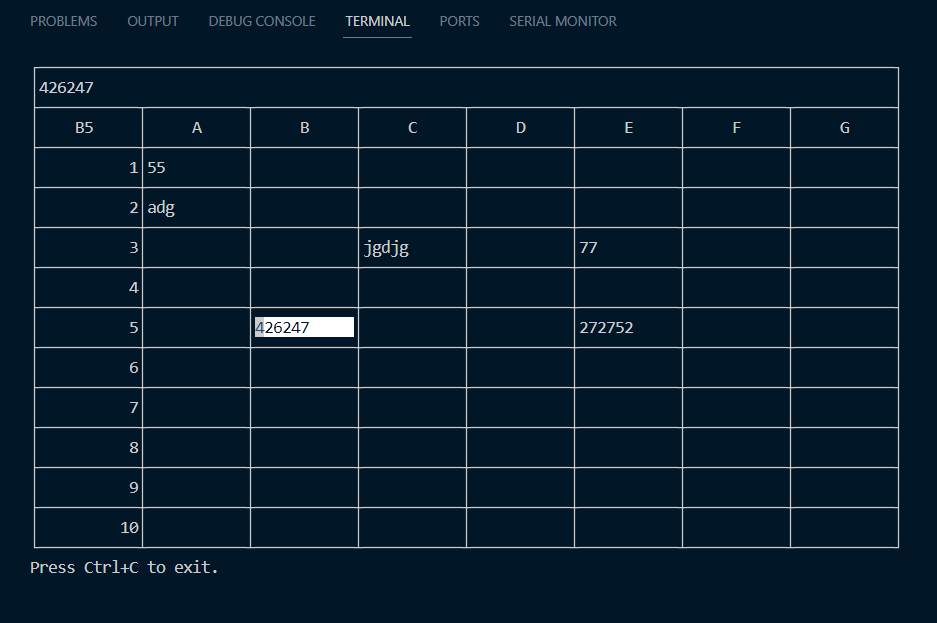 PROBLEMS OUTPUT DEBUG CONSOLE TERMINAL PORTS SERIAL MONITOR
426247
B5 A B C D E F G
1 55
2 adg
3 jgdjg 77
4
5 426247 272752
6
7
8
9
10
Press Ctrl+C to exit.